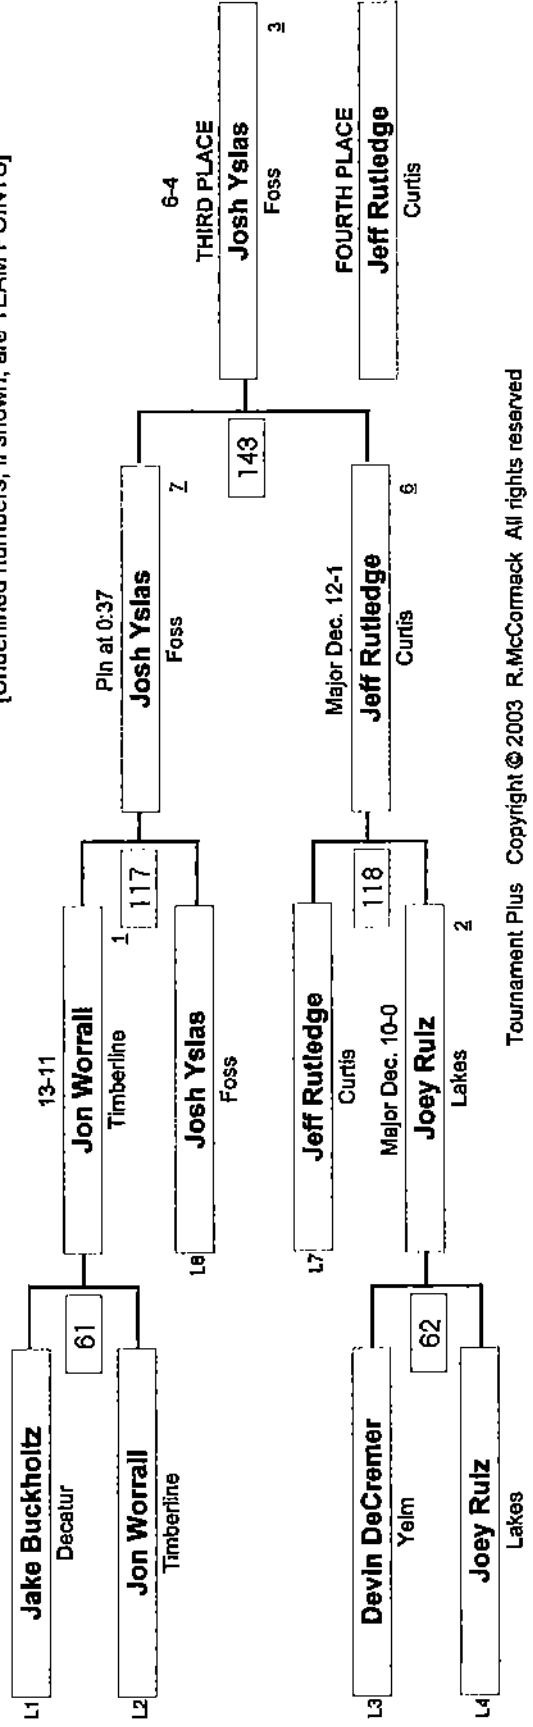 [Underlined numbers, if shown, are TEAM POINTS]
L1
Jake Buckholtz
Decatur
61
L2
Jon Worrall
Timberline
L3
Devin DeCremer
Yelm
62
L4
Joey Ruiz
Lakes
13-11
Jon Worrall
1
Timberline
117
L8
Josh Yslas
Foss
L7
Jeff Rutledge
Curtis
118
Major Dec. 10-0
Joey Ruiz
2
Lakes
Pin at 0:37
Josh Yslas
7
Foss
143
Major Dec. 12-1
Jeff Rutledge
6
Curtis
6-4
THIRD PLACE
Josh Yslas
3
Foss
FOURTH PLACE
Jeff Rutledge
Curtis
Tournament Plus Copyright © 2003 R.McCormack All rights reserved